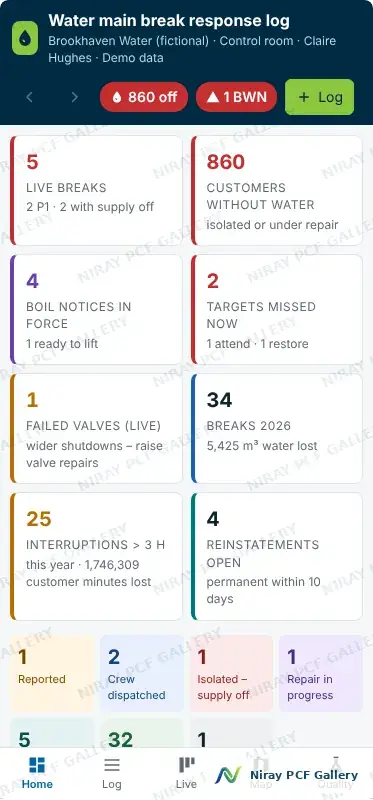 Water main break response log
Brookhaven Water (fictional) · Control room · Claire
Hughes · Demo data
860 off
1 BWN
+ Log
5
LIVE BREAKS
2 P1 · 2 with supply off
860
CUSTOMERS
WITHOUT WATER
isolated or under repair
4
BOIL NOTICES IN
FORCE
1 ready to lift
2
TARGETS MISSED
NOW
1 attend · 1 restore
1
FAILED VALVES (LIVE)
wider shutdowns – raise
valve repairs
34
BREAKS 2026
5,425 m³ water lost
25
INTERRUPTIONS > 3 H
this year · 1,746,309
customer minutes lost
4
REINSTATEMENTS
OPEN
permanent within 10
days
1
Reported
2
Crew
dispatched
1
Isolated –
supply off
1
Repair in
progress
5
32
1
Home
Log
Live
Map
Quality
Niray PCF Gallery
NIRAY PCF GALLERY